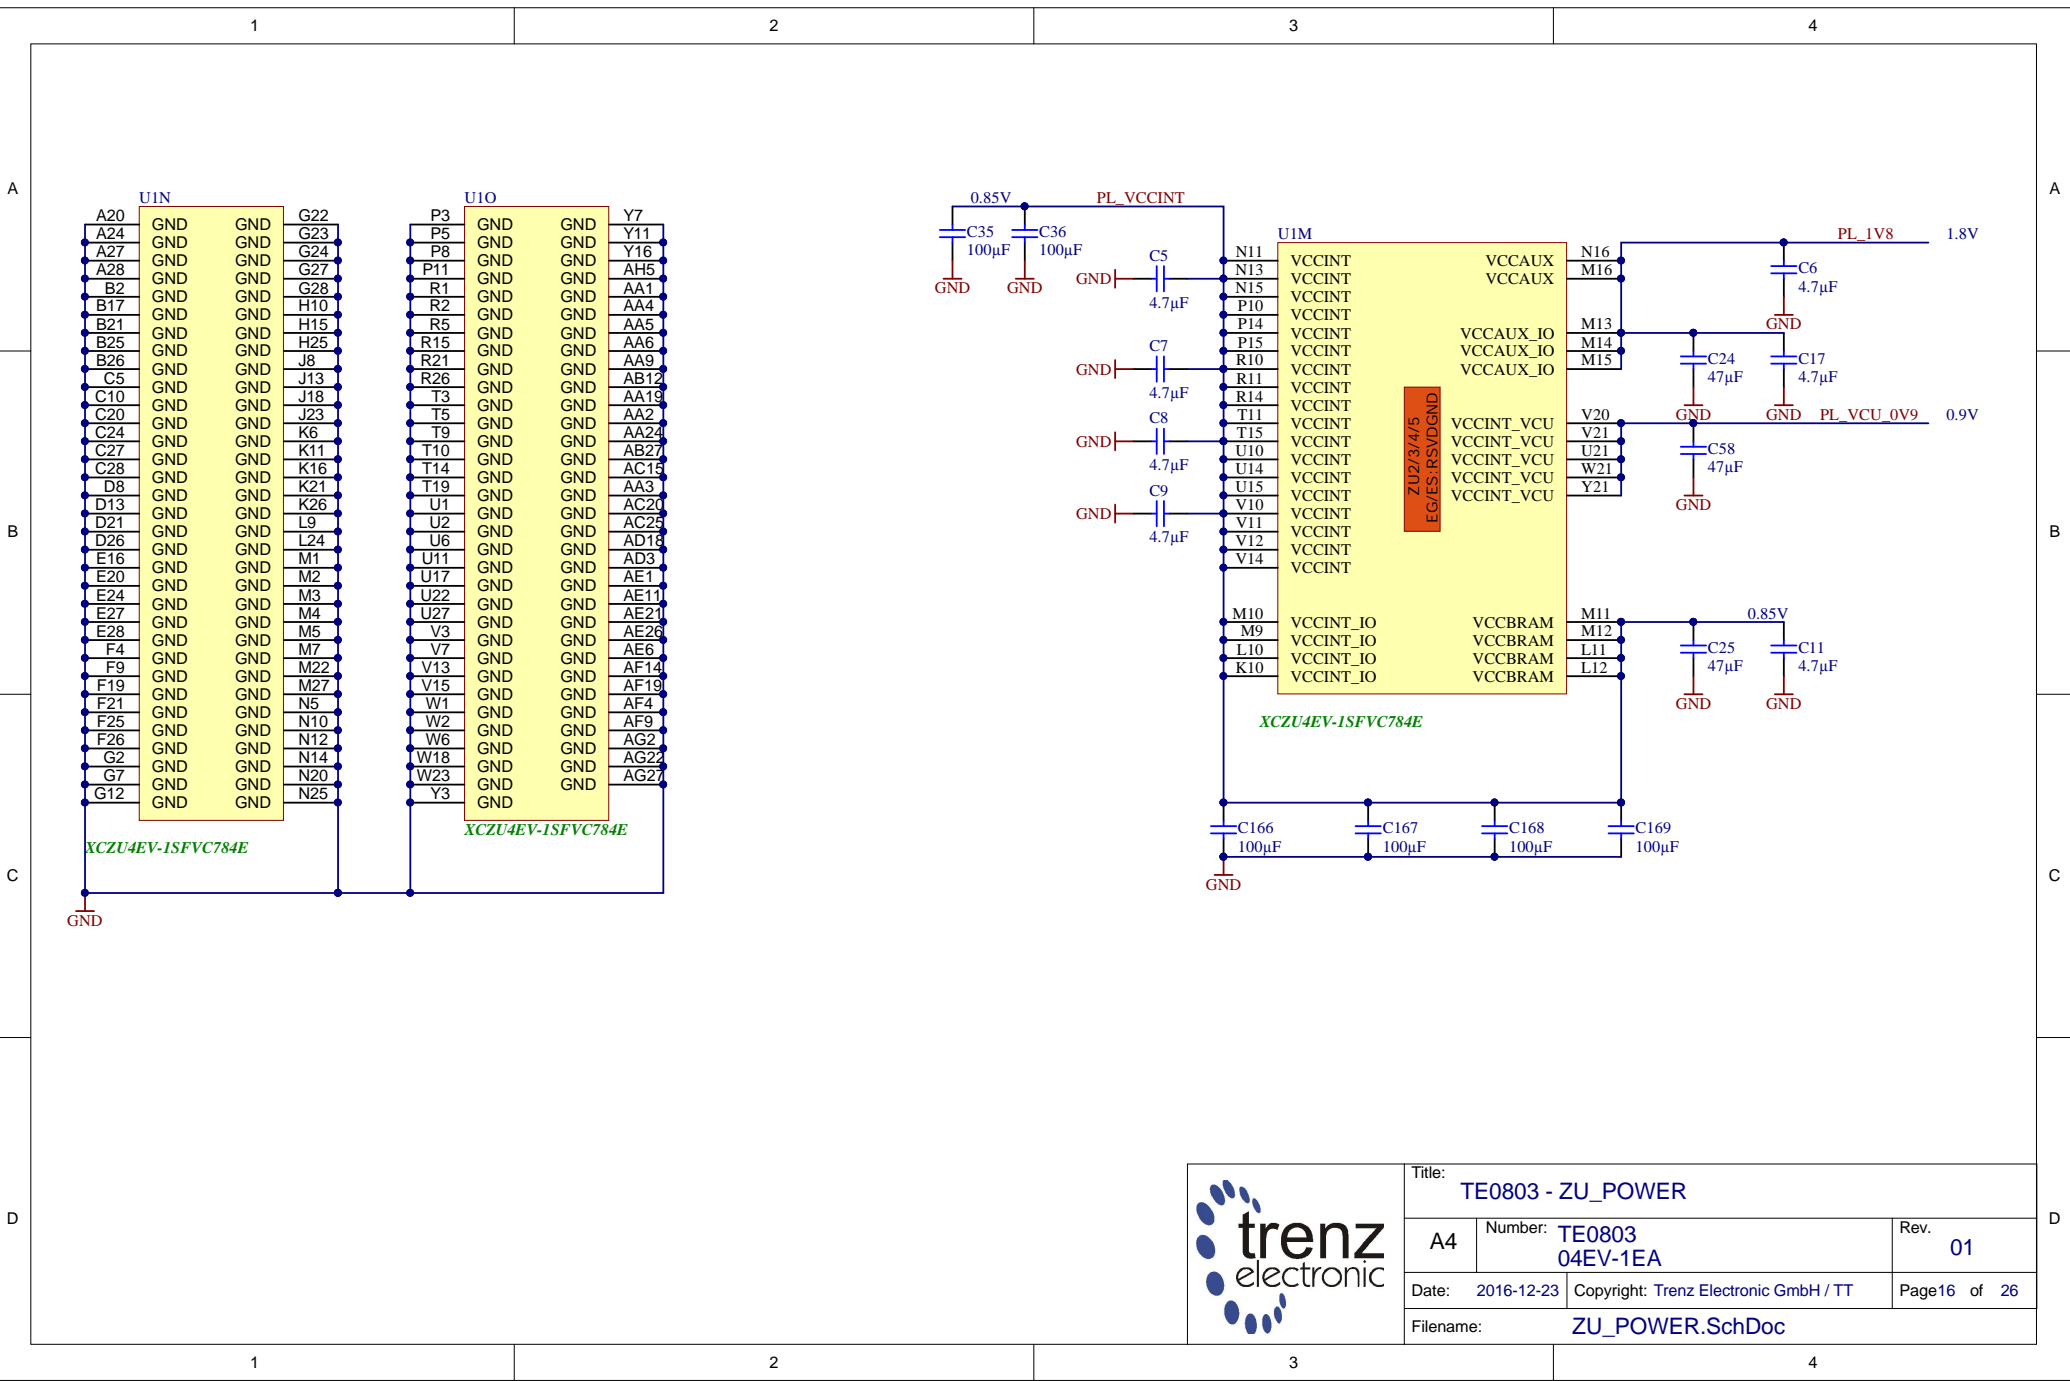 1 2 3 4
A A
B B
C C
D D
1 2 3 4
U1N
A20 GND GND G22
A24 GND GND G23
A27 GND GND G24
A28 GND GND G27
B2 GND GND G28
B17 GND GND H10
B21 GND GND H15
B25 GND GND H25
B26 GND GND J8
C5 GND GND J13
C10 GND GND J18
C20 GND GND J23
C24 GND GND K6
C27 GND GND K11
C28 GND GND K16
D8 GND GND K21
D13 GND GND K26
D21 GND GND L9
D26 GND GND L24
E16 GND GND M1
E20 GND GND M2
E24 GND GND M3
E27 GND GND M4
E28 GND GND M5
F4 GND GND M7
F9 GND GND M22
F19 GND GND M27
F21 GND GND N5
F25 GND GND N10
F26 GND GND N12
G2 GND GND N14
G7 GND GND N20
G12 GND GND N25
XCZU4EV-1SFVC784E
GND
U1O
P3 GND GND Y7
P5 GND GND Y11
P8 GND GND Y16
P11 GND GND AH5
R1 GND GND AA1
R2 GND GND AA4
R5 GND GND AA5
R15 GND GND AA6
R21 GND GND AA9
R26 GND GND AB12
T3 GND GND AA19
T5 GND GND AA2
T9 GND GND AA24
T10 GND GND AB27
T14 GND GND AC15
T19 GND GND AA3
U1 GND GND AC20
U2 GND GND AC25
U6 GND GND AD18
U11 GND GND AD3
U17 GND GND AE1
U22 GND GND AE11
U27 GND GND AE21
V3 GND GND AE26
V7 GND GND AE6
V13 GND GND AF14
V15 GND GND AF19
W1 GND GND AF4
W2 GND GND AF9
W6 GND GND AG2
W18 GND GND AG22
W23 GND GND AG27
Y3 GND
XCZU4EV-1SFVC784E
0.85V PL_VCCINT
C35 C36
100µF 100µF
GND GND
C5
GND
4.7µF
C7
GND
4.7µF
C8
GND
4.7µF
C9
GND
4.7µF
U1M
N11 VCCINT VCCAUX N16
N13 VCCINT VCCAUX M16
N15 VCCINT
P10 VCCINT
P14 VCCINT VCCAUX_IO M13
P15 VCCINT VCCAUX_IO M14
R10 VCCINT VCCAUX_IO M15
R11 VCCINT
R14 VCCINT
T11 VCCINT VCCINT_VCU V20
T15 VCCINT VCCINT_VCU V21
U10 VCCINT VCCINT_VCU U21
U14 VCCINT VCCINT_VCU W21
U15 VCCINT VCCINT_VCU Y21
V10 VCCINT
V11 VCCINT
V12 VCCINT
V14 VCCINT
M10 VCCINT_IO VCCBRAM M11
M9 VCCINT_IO VCCBRAM M12
L10 VCCINT_IO VCCBRAM L11
K10 VCCINT_IO VCCBRAM L12
ZU2/3/4/5
EG/ES:RSVDGND
XCZU4EV-1SFVC784E
PL_1V8 1.8V
C6
4.7µF
GND
C24 C17
47µF 4.7µF
GND GND PL_VCU_0V9 0.9V
C58
47µF
GND
0.85V
C25 C11
47µF 4.7µF
GND GND
C166 C167 C168 C169
100µF 100µF 100µF 100µF
GND
trenz
electronic
Title:
TE0803 - ZU_POWER
A4 Number: TE0803
04EV-1EA
Rev.
01
Date: 2016-12-23 Copyright: Trenz Electronic GmbH / TT Page16 of 26
Filename: ZU_POWER.SchDoc